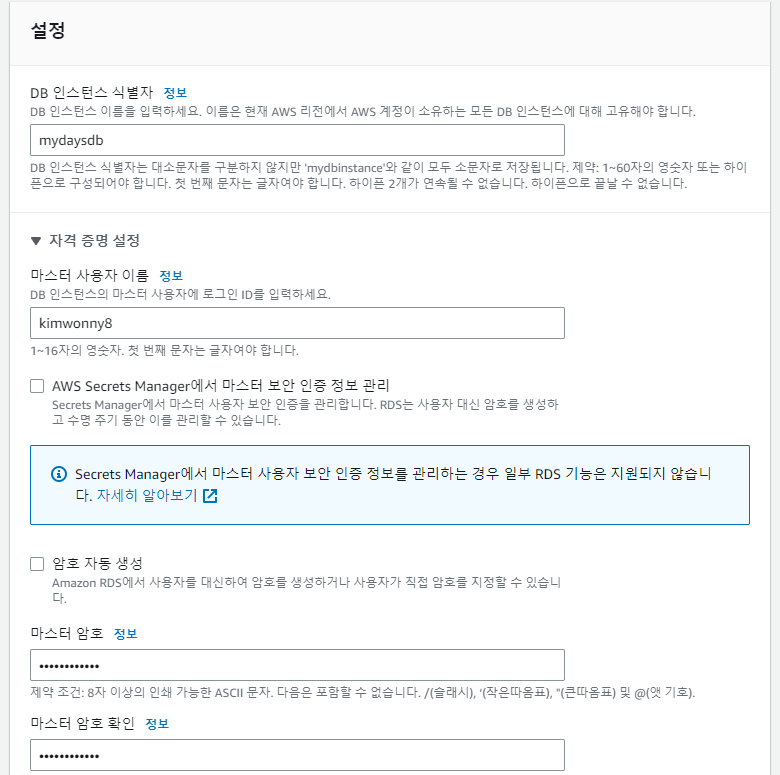 설정
DB 인스턴스 식별자 정보
DB 인스턴스 이름을 입력하세요. 이름은 현재 AWS 리전에서 AWS 계정이 소유하는 모든 DB 인스턴스에 대해 고유해야 합니다.
mydaysdb
DB 인스턴스 식별자는 대소문자를 구분하지 않지만 'mydbinstance'와 같이 모두 소문자로 저장됩니다. 제약: 1~60자의 영숫자 또는 하이
픈으로 구성되어야 합니다. 첫 번째 문자는 글자여야 합니다. 하이픈 2개가 연속될 수 없습니다. 하이픈으로 끝날 수 없습니다.
▼ 자격 증명 설정
마스터 사용자 이름 정보
DB 인스턴스의 마스터 사용자에 로그인 ID를 입력하세요.
kimwonny8
1~16자의 영숫자. 첫 번째 문자는 글자여야 합니다.
AWS Secrets Manager에서 마스터 보안 인증 정보 관리
Secrets Manager에서 마스터 사용자 보안 인증을 관리합니다. RDS는 사용자 대신 암호를 생성하
고 수명 주기 동안 이를 관리할 수 있습니다.
Secrets Manager에서 마스터 사용자 보안 인증 정보를 관리하는 경우 일부 RDS 기능은 지원되지 않습니
다. 자세히 알아보기
암호 자동 생성
Amazon RDS에서 사용자를 대신하여 암호를 생성하거나 사용자가 직접 암호를 지정할 수 있습니
다.
마스터 암호 정보
••••••••••••
제약 조건: 8자 이상의 인쇄 가능한 ASCII 문자. 다음은 포함할 수 없습니다. /(슬래시), '(작은따옴표), "(큰따옴표) 및 @(앳 기호).
마스터 암호 확인 정보
••••••••••••